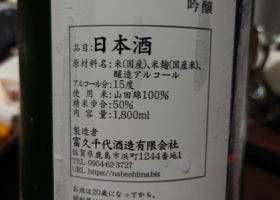 吟醸
品目:日本酒
原材料名:米(国産)、米麹(国産米)、
醸造アルコール
アルコール分:15度
使用米:山田錦100%
精米歩合:50%
内容量:1,800ml
製造者
富久千代酒造有限会社
佐賀県鹿島市浜町1244番地1
TEL 0954-62-3727
URL https://nabeshima.biz
お酒は20歳になってから。